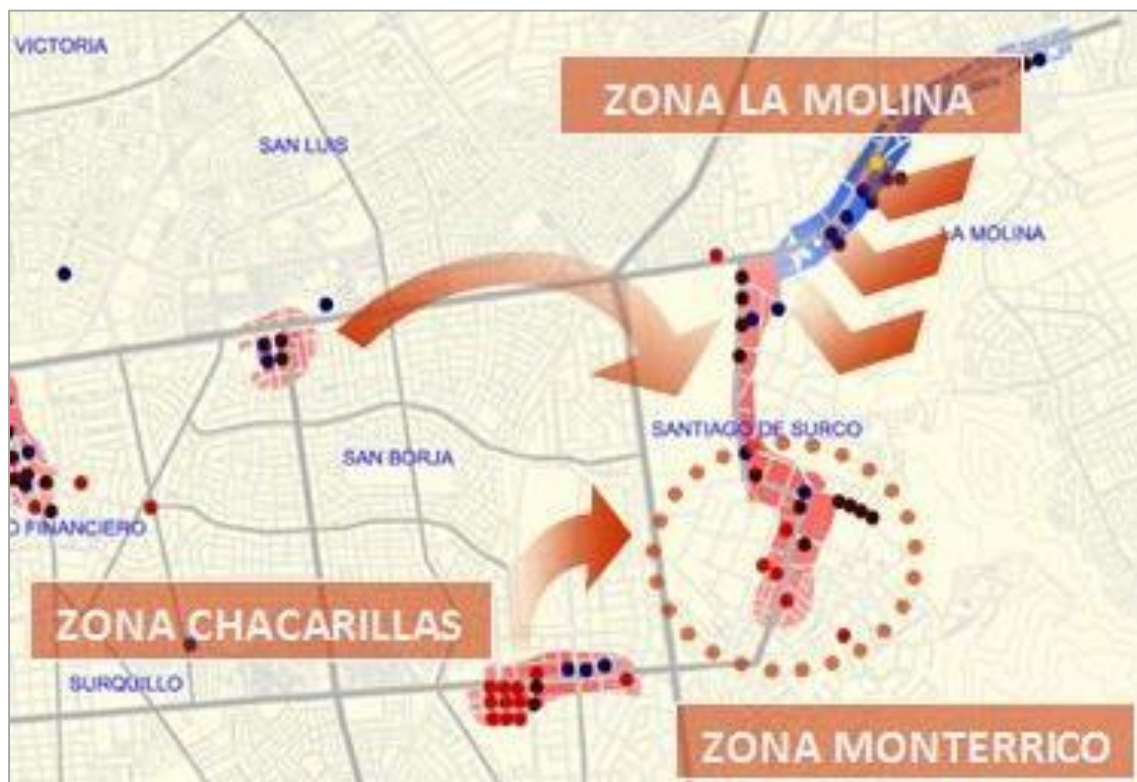 VICTORIA
ZONA LA MOLINA
SAN LUIS
LA MOLINA
SANTIAGO DE SURCO
SAN BORJA
O FINANCIERO
ZONA CHACARILLAS
SURQUILLO
ZONA MONTERRICO